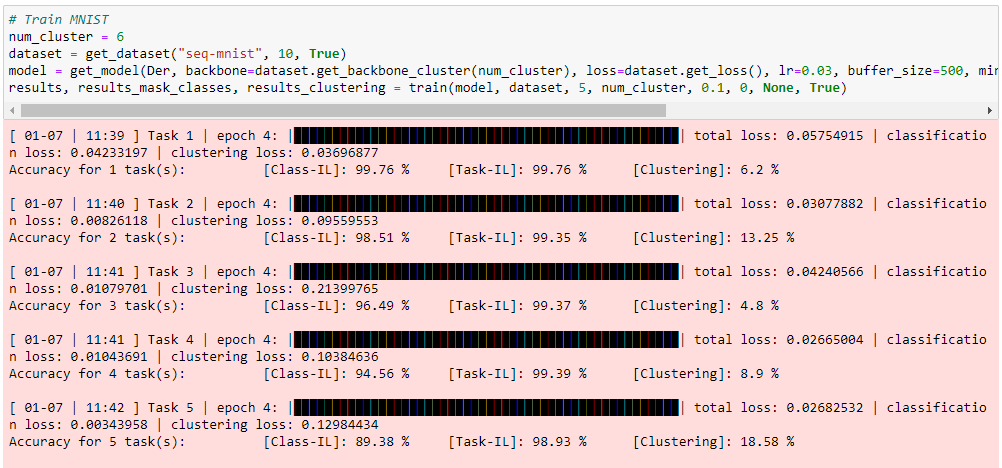 # Train MNIST
num_cluster = 6
dataset = get_dataset("seq-mnist", 10, True)
model = get_model(Der, backbone=dataset.get_backbone_cluster(num_cluster), loss=dataset.get_loss(), lr=0.03, buffer_size=500, min
results, results_mask_classes, results_clustering = train(model, dataset, 5, num_cluster, 0.1, 0, None, True)
[ 01-07 | 11:39 ] Task 1 | epoch 4: | | total loss: 0.05754915 | classificatio
n loss: 0.04233197 | clustering loss: 0.03696877
Accuracy for 1 task(s): [Class-IL]: 99.76 % [Task-IL]: 99.76 % [Clustering]: 6.2 %
[ 01-07 | 11:40 ] Task 2 | epoch 4: | | total loss: 0.03077882 | classificatio
n loss: 0.00826118 | clustering loss: 0.09559553
Accuracy for 2 task(s): [Class-IL]: 98.51 % [Task-IL]: 99.35 % [Clustering]: 13.25 %
[ 01-07 | 11:41 ] Task 3 | epoch 4: | | total loss: 0.04240566 | classificatio
n loss: 0.01079701 | clustering loss: 0.21399765
Accuracy for 3 task(s): [Class-IL]: 96.49 % [Task-IL]: 99.37 % [Clustering]: 4.8 %
[ 01-07 | 11:41 ] Task 4 | epoch 4: | | total loss: 0.02665004 | classificatio
n loss: 0.01043691 | clustering loss: 0.10384636
Accuracy for 4 task(s): [Class-IL]: 94.56 % [Task-IL]: 99.39 % [Clustering]: 8.9 %
[ 01-07 | 11:42 ] Task 5 | epoch 4: | | total loss: 0.02682532 | classificatio
n loss: 0.00343958 | clustering loss: 0.12984434
Accuracy for 5 task(s): [Class-IL]: 89.38 % [Task-IL]: 98.93 % [Clustering]: 18.58 %